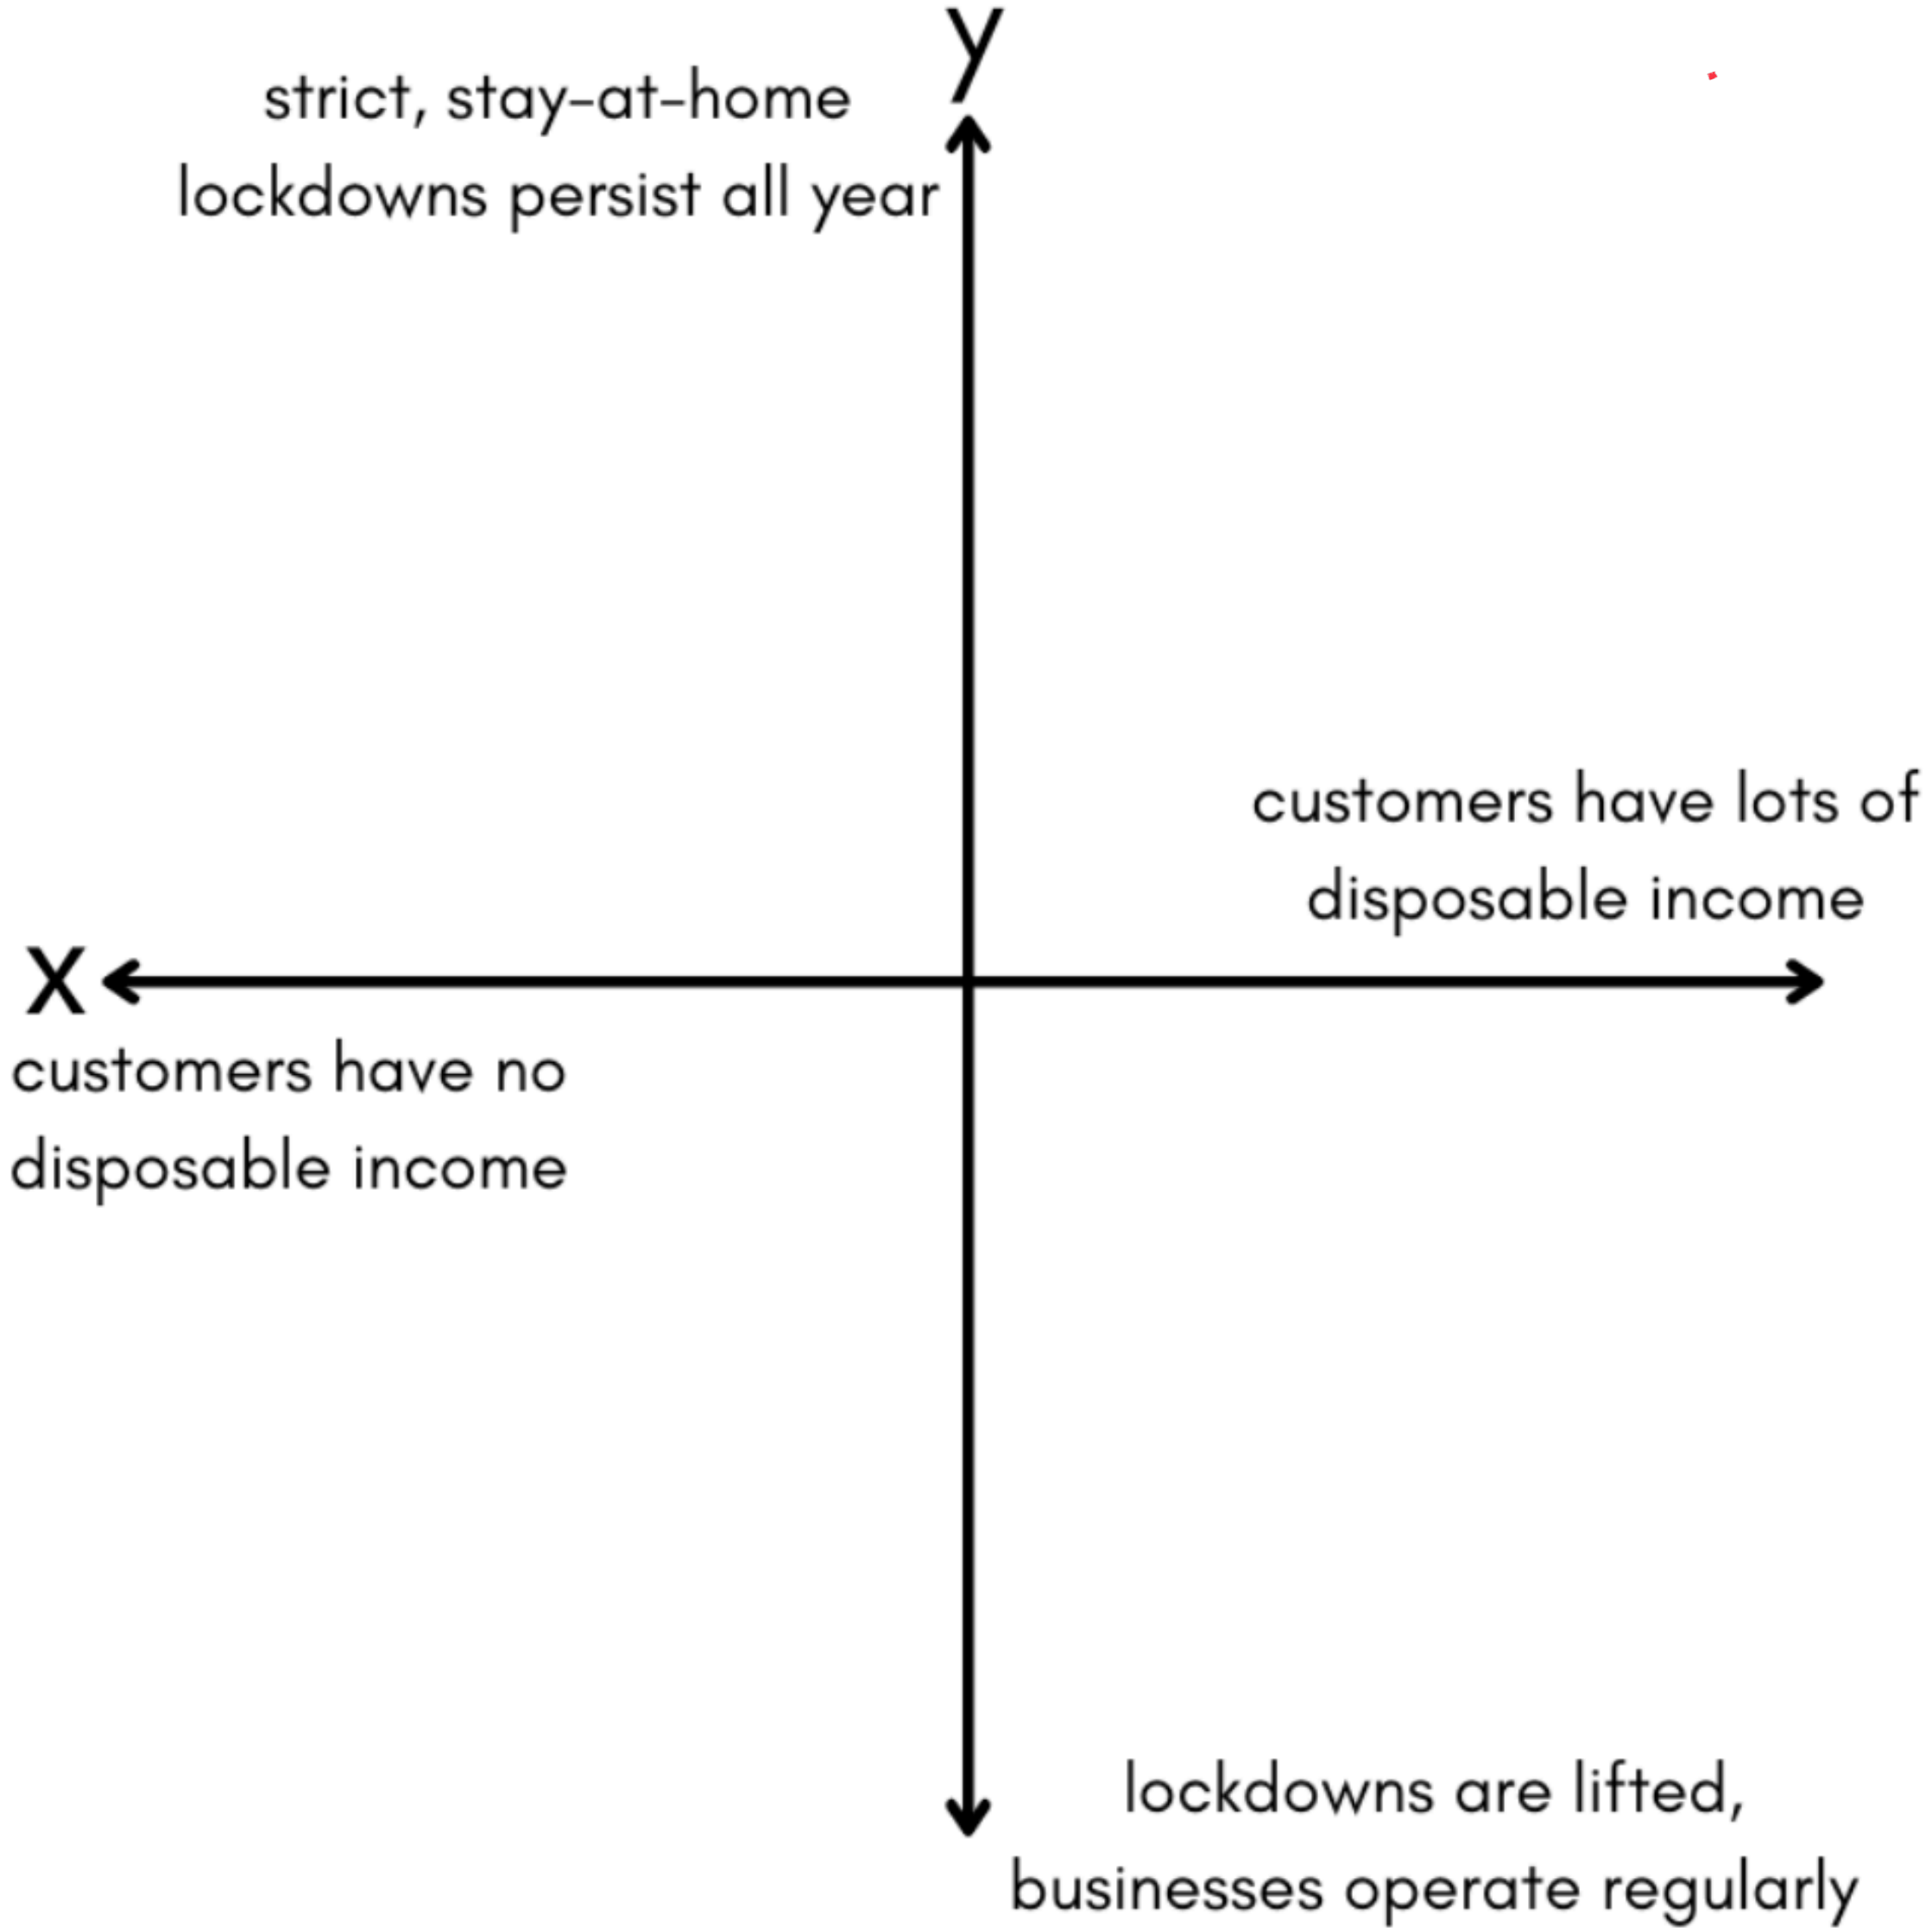 y
strict, stay-at-home
lockdowns persist all year
customers have lots of
disposable income
x
customers have no
disposable income
lockdowns are lifted,
businesses operate regularly